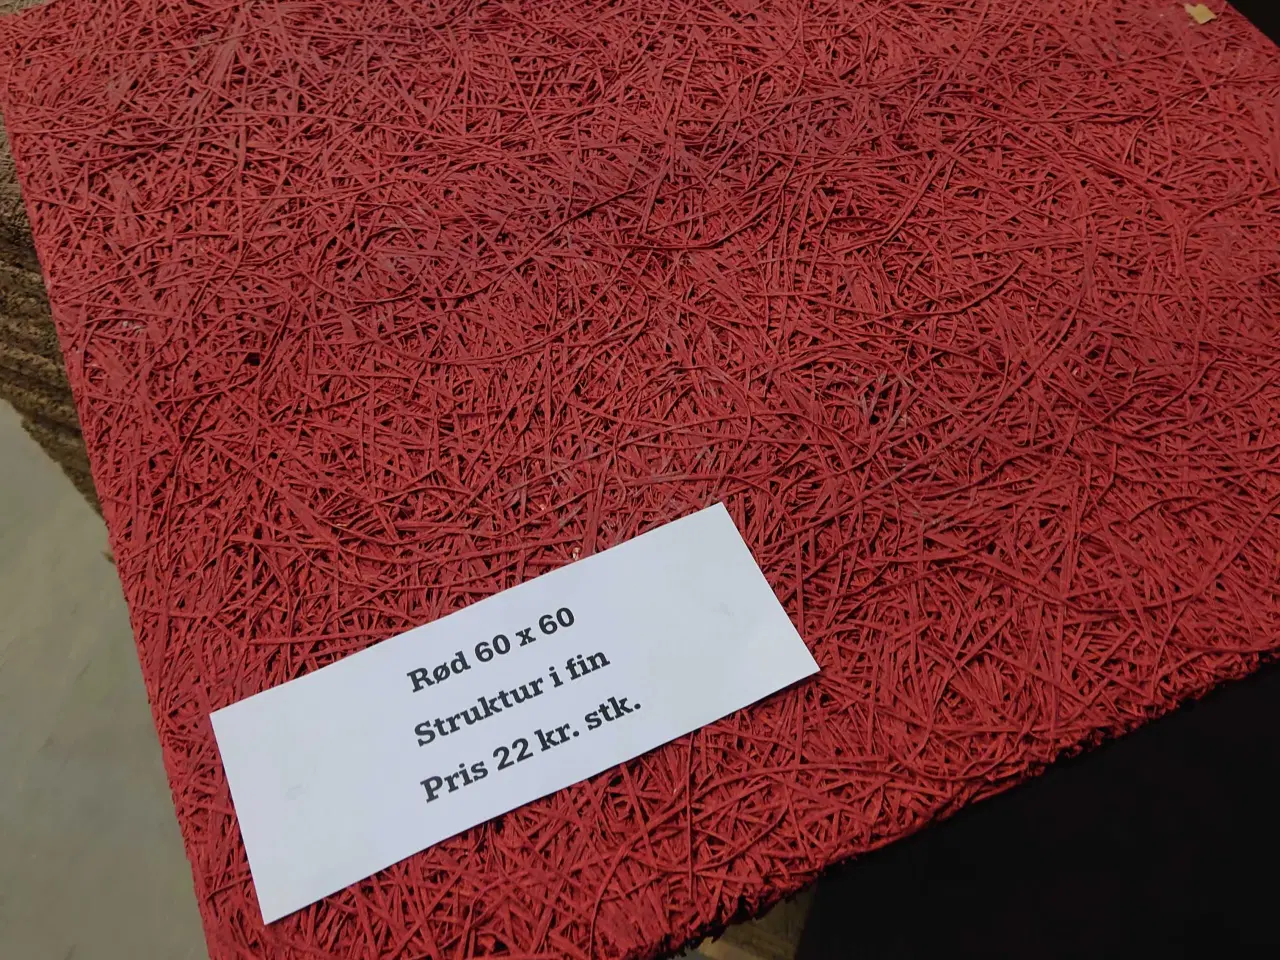 Rød 60 x 60
Struktur i fin
Pris 22 kr. stk.